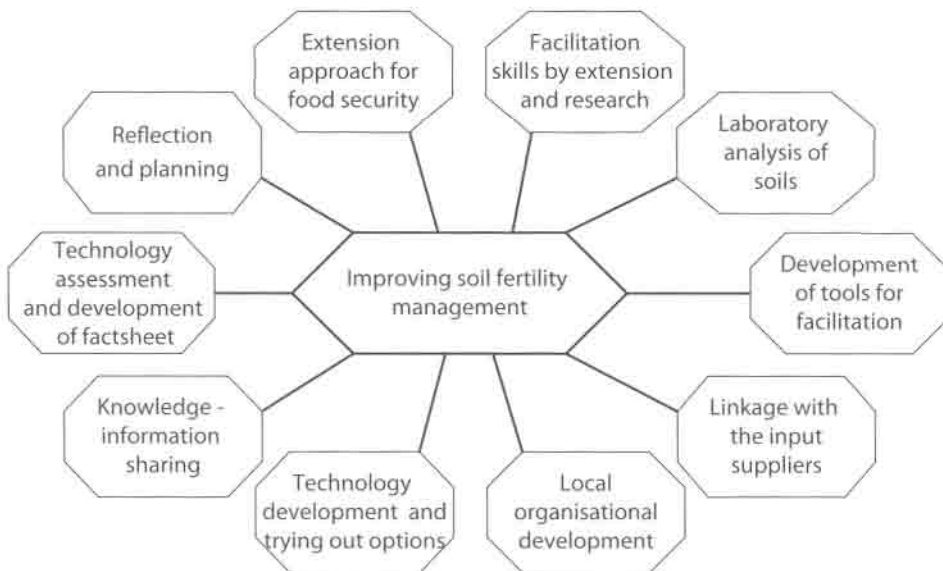 Extension
approach for
food security
Facilitation
skills by extension
and research
Reflection
and planning
Laboratory
analysis of
soils
Technology
assessment
and development
of factsheet
Improving soil fertility
management
Development
of tools for
facilitation
Knowledge -
information
sharing
Linkage with
the input
suppliers
Technology
development and
trying out options
Local
organisational
development